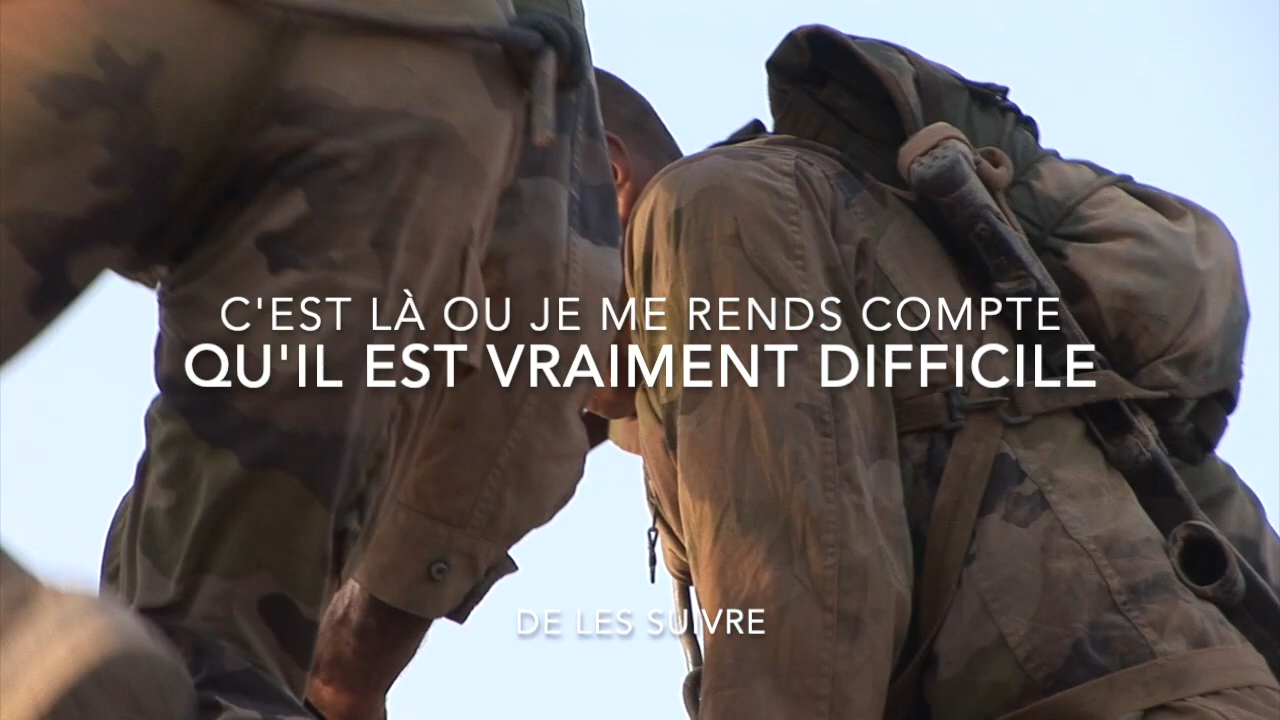 C'EST LÀ OU JE ME RENDS COMPTE
QU'IL EST VRAIMENT DIFFICILE
DE LES SUIVRE